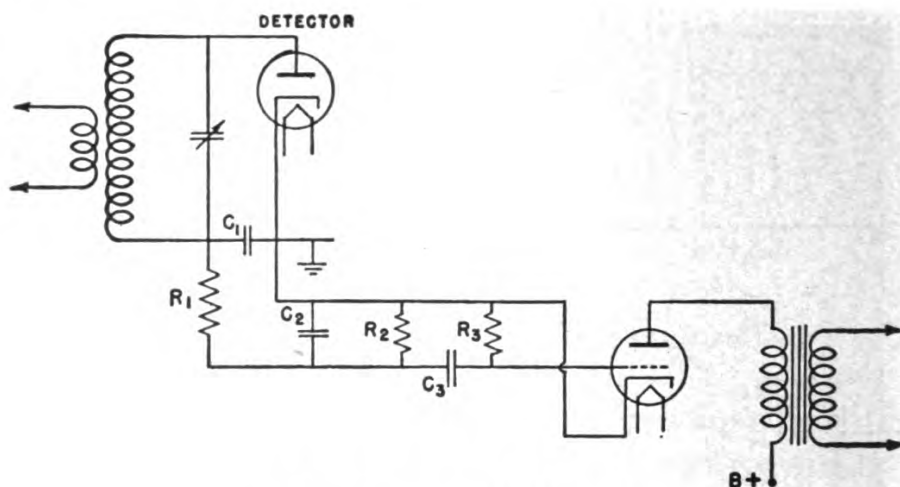 DETECTOR
C1
R1
C2
R2
R3
C3
B+